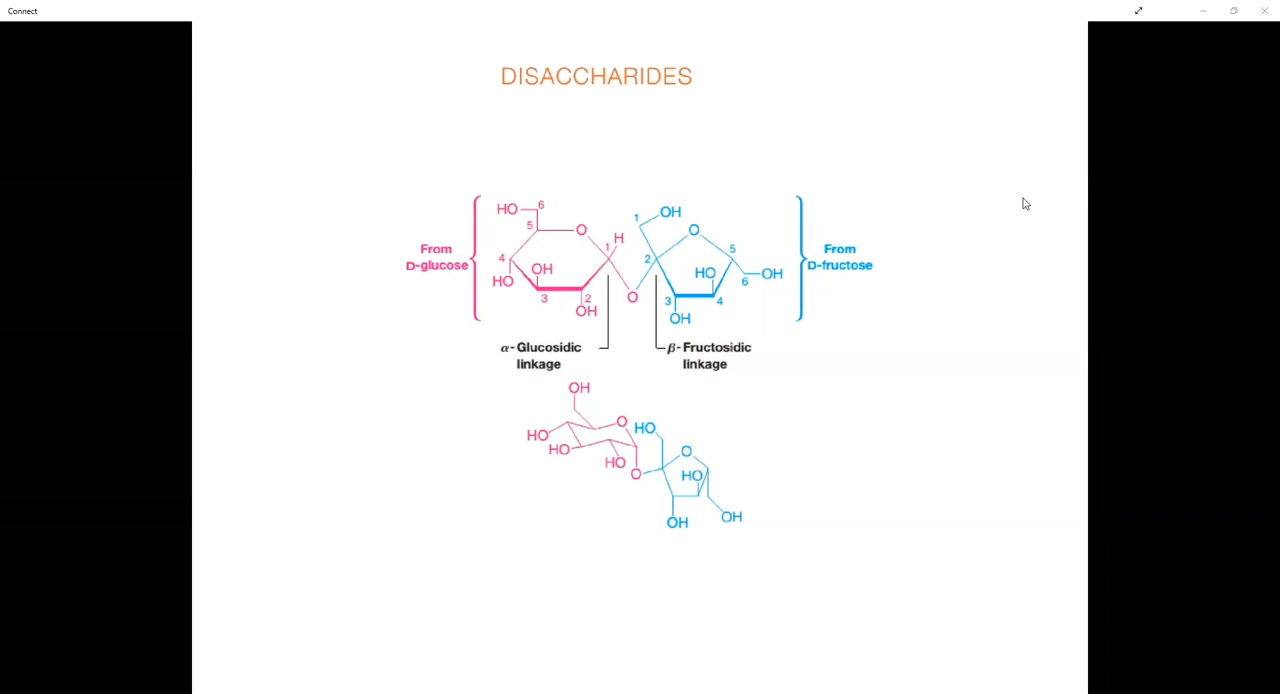 Connect
DISACCHARIDES
HO 6 1 OH
5 O 1 H O
From 4 2 5 From
D-glucose OH HO OH D-fructose
HO 6
3 2 O 3 4
OH OH
α-Glucosidic β-Fructosidic
linkage linkage
OH
O HO
HO O
HO
HO O HO
OH OH